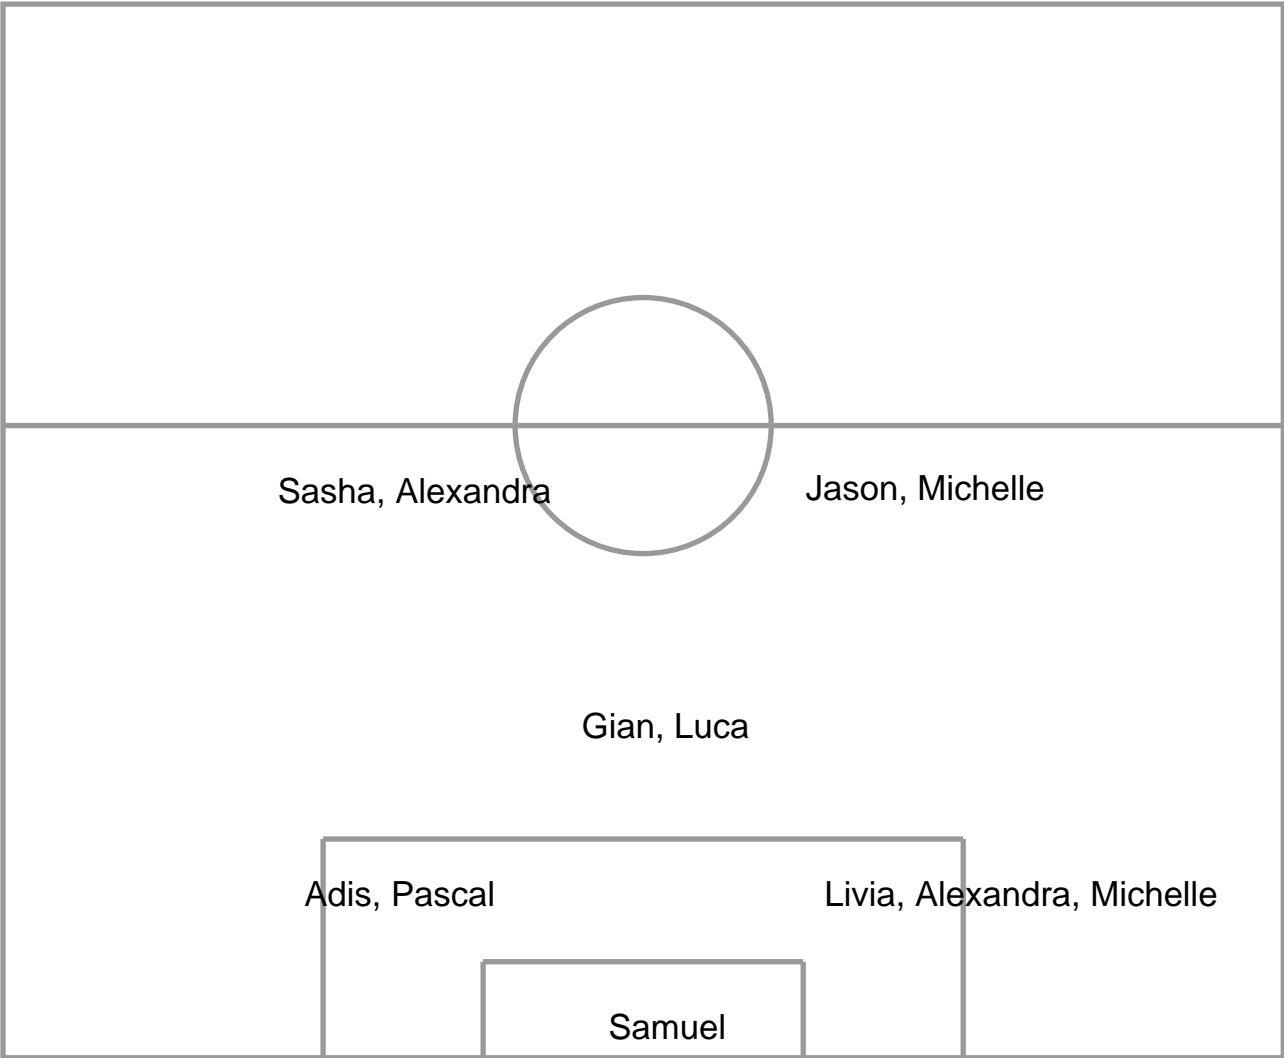 Sasha, Alexandra
Jason, Michelle
Gian, Luca
Adis, Pascal
Livia, Alexandra, Michelle
Samuel